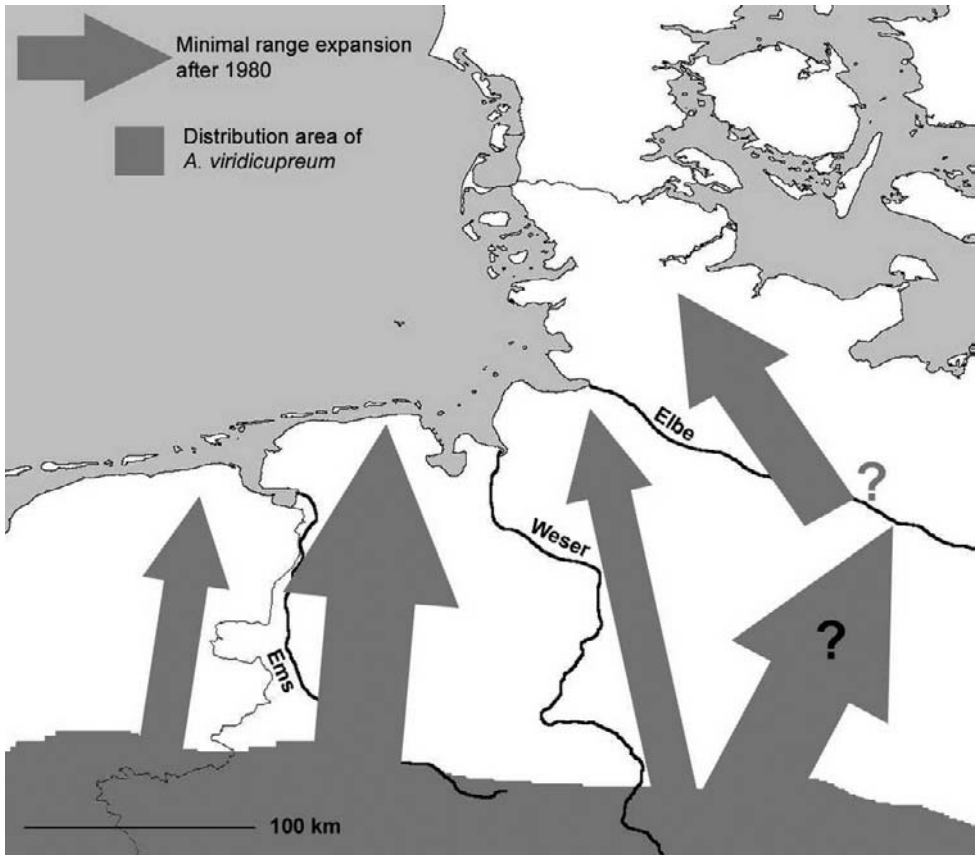 Minimal range expansion
after 1980
Distribution area of
A. viridicupreum
Elbe
?
Weser
?
Ems
100 km